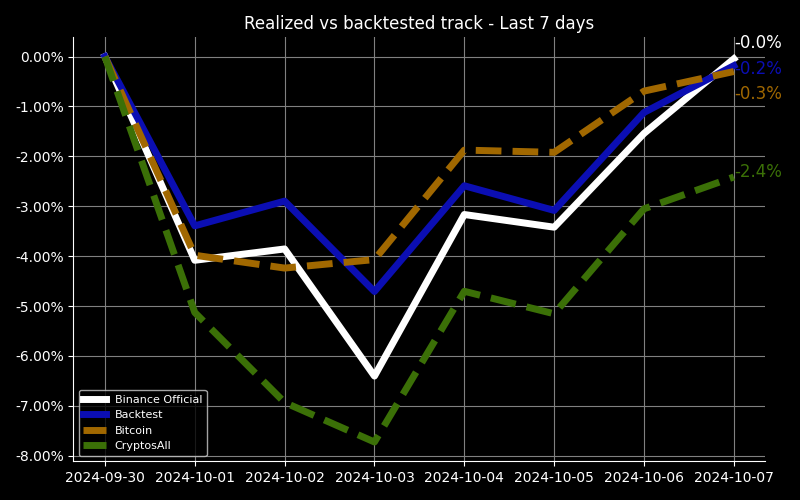 Realized vs backtested track - Last 7 days
0.00%
-1.00%
-2.00%
-3.00%
-4.00%
-5.00%
-6.00%
-7.00%
-8.00%
-0.0%
-0.2%
-0.3%
-2.4%
Binance Official
Backtest
Bitcoin
CryptosAll
2024-09-30 2024-10-01 2024-10-02 2024-10-03 2024-10-04 2024-10-05 2024-10-06 2024-10-07